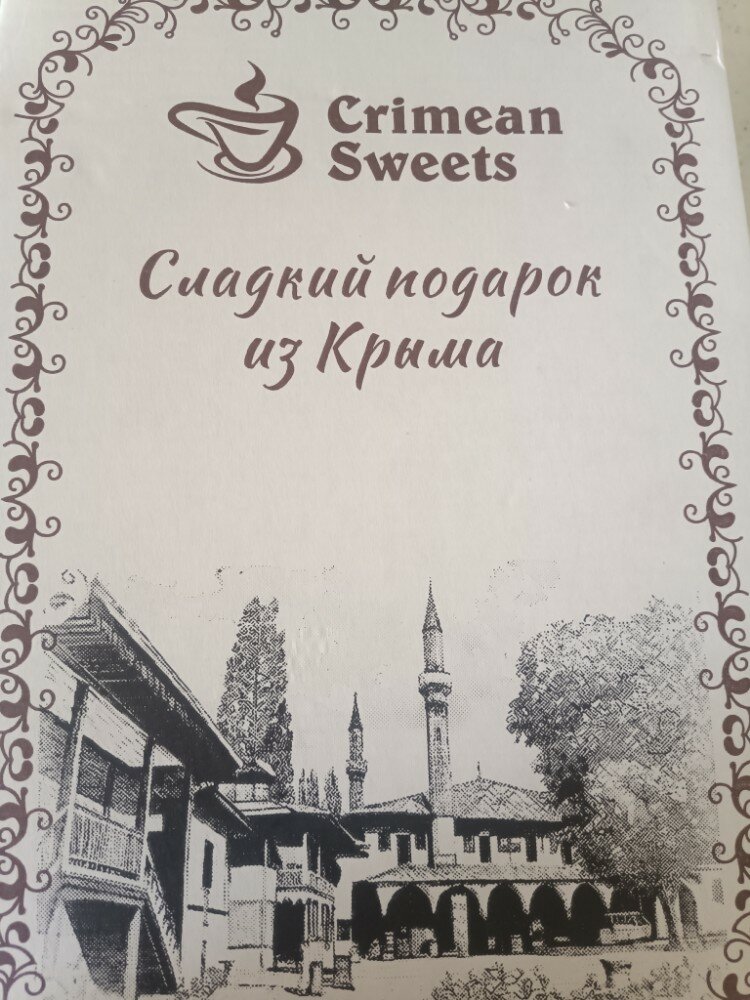 Crimean
Sweets
Сладкий подарок
из Крыма